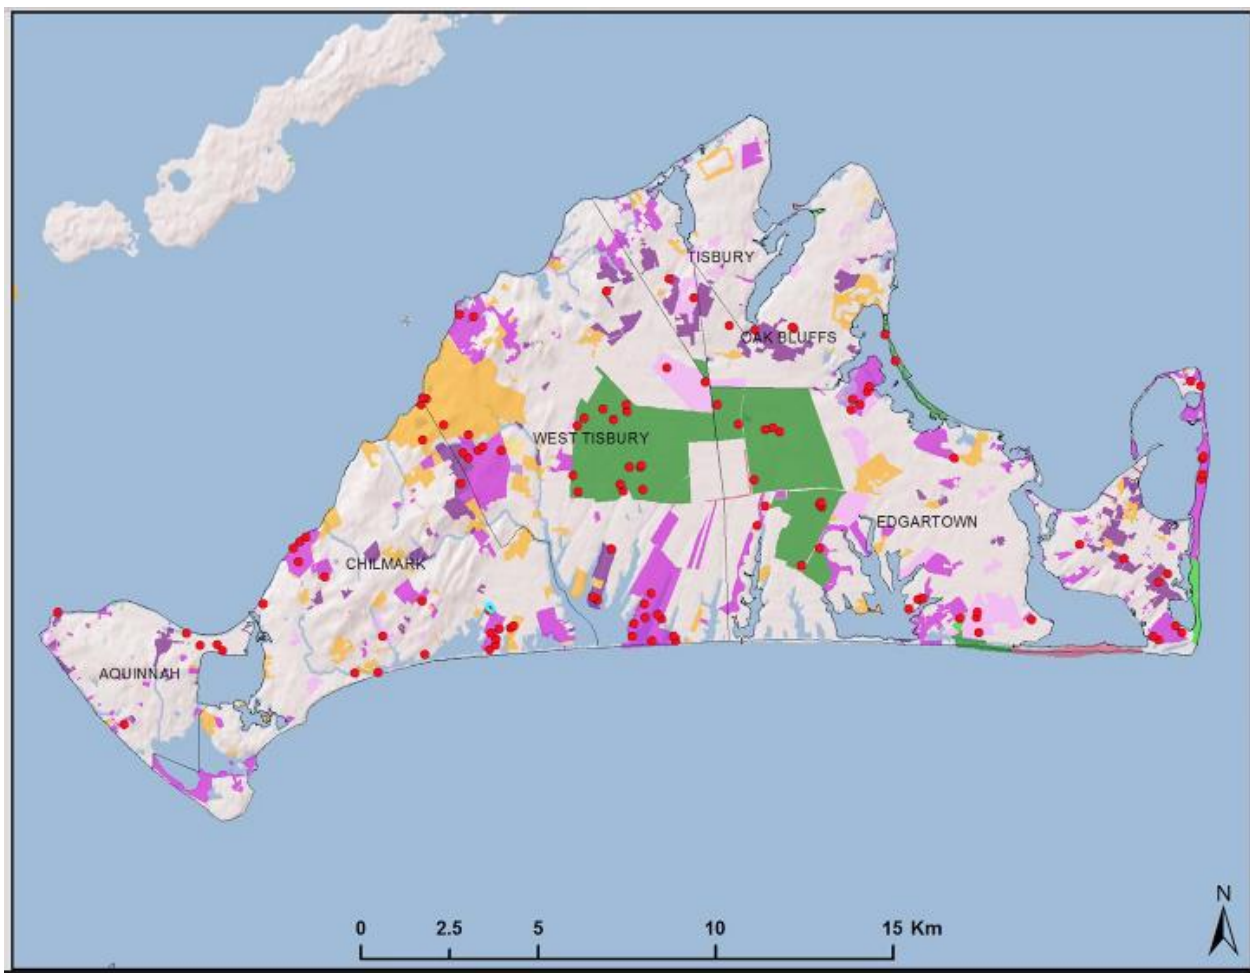 TISBURY
OAK BLUFFS
WEST TISBURY
EDGARTOWN
CHILMARK
AQUINNAH
0 2.5 5 10 15 Km
N